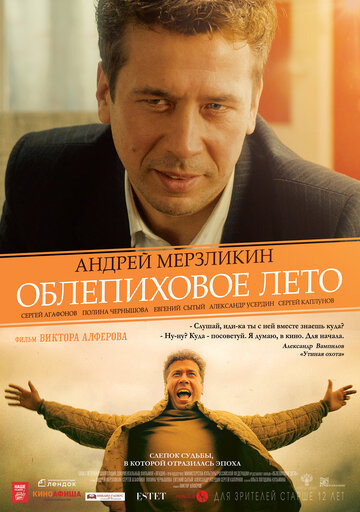 АНДРЕЙ МЕРЗЛИКИН
ОБЛЕПИХОВОЕ ЛЕТО
СЕРГЕЙ АГАФОНОВ ПОЛИНА ЧЕРНЫШОВА ЕВГЕНИЙ СЫТЫЙ АЛЕКСАНДР УСЕРДИН СЕРГЕЙ КАПЛУНОВ
ФИЛЬМ ВИКТОРА АЛФЕРОВА
- Слушай, иди-ка ты с ней вместе знаешь куда?
- Ну-ну? Куда - посоветуй. Я думаю, в кино. Для начала.
Александр Вампилов
«Утиная охота»
СЛЕПОК СУДЬБЫ,
В КОТОРОЙ ОТРАЗИЛАСЬ ЭПОХА
ЛЕНДОК
КИНОАФИША
ESTET
ДЛЯ ЗРИТЕЛЕЙ СТАРШЕ 12 ЛЕТ